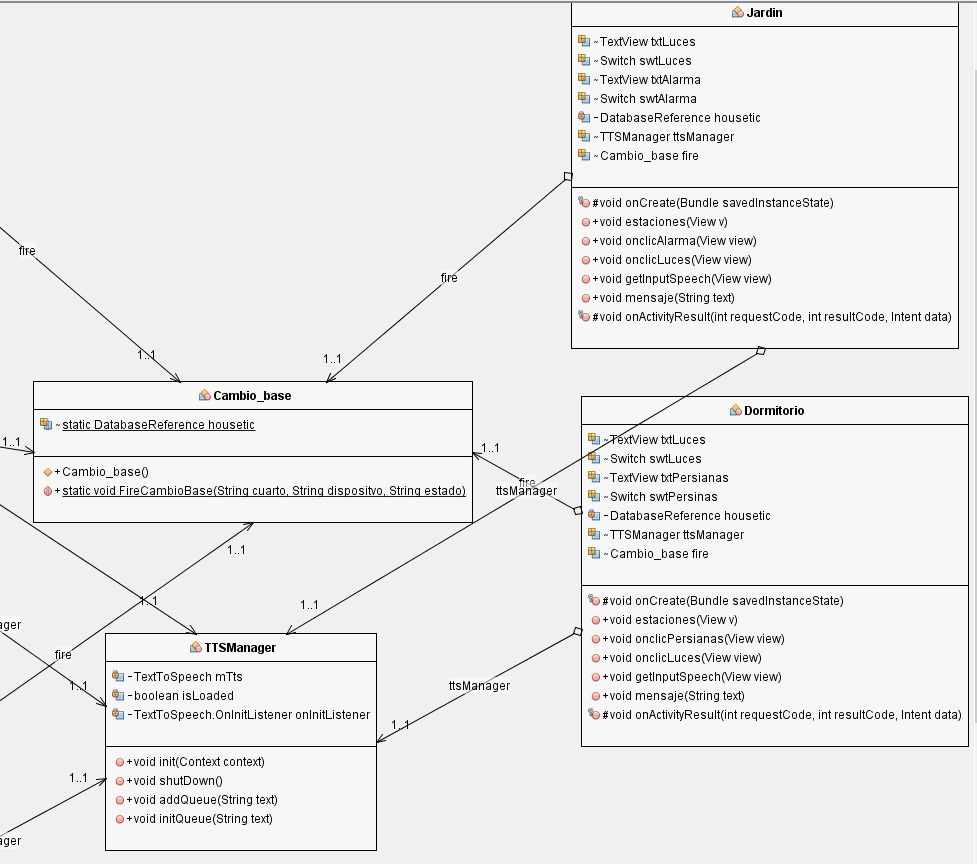 Jardin
~TextView txtLuces
~Switch swtLuces
~TextView txtAlarma
~Switch swtAlarma
-DatabaseReference housetic
~TTSManager ttsManager
~Cambio_base fire
#void onCreate(Bundle savedInstanceState)
+void estaciones(View v)
+void onclicAlarma(View view)
+void onclicLuces(View view)
+void getInputSpeech(View view)
+void mensaje(String text)
#void onActivityResult(int requestCode, int resultCode, Intent data)
fire
fire
1..1
1..1
Cambio_base
~static DatabaseReference housetic
+Cambio_base()
+static void FireCambioBase(String cuarto, String dispositvo, String estado)
1..1
1..1
fire
ttsManager
1..1
Dormitorio
~TextView txtLuces
~Switch swtLuces
~TextView txtPersianas
~Switch swtPersinas
-DatabaseReference housetic
~TTSManager ttsManager
~Cambio_base fire
#void onCreate(Bundle savedInstanceState)
+void estaciones(View v)
+void onclicPersianas(View view)
+void onclicLuces(View view)
+void getInputSpeech(View view)
+void mensaje(String text)
#void onActivityResult(int requestCode, int resultCode, Intent data)
1..1
1..1
ager
fire
1..1
TTSManager
-TextToSpeech mTts
-boolean isLoaded
-TextToSpeech.OnInitListener onInitListener
+void init(Context context)
+void shutDown()
+void addQueue(String text)
+void initQueue(String text)
ttsManager
1..1
1..1
ager